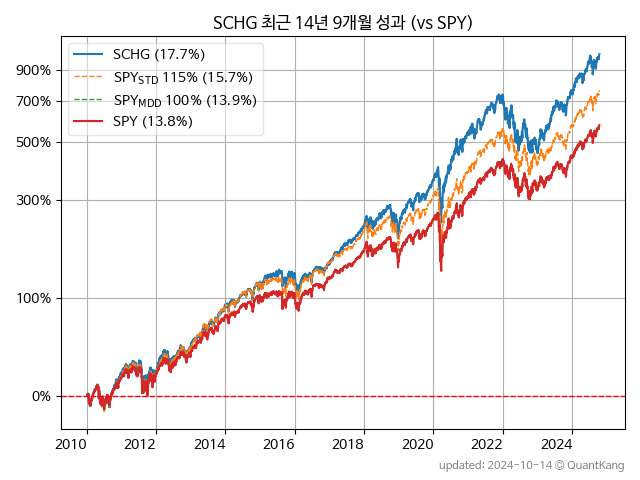 SCHG 최근 14년 9개월 성과 (vs SPY)
SCHG (17.7%)
SPY_STD 115% (15.7%)
SPY_MDD 100% (13.9%)
SPY (13.8%)
900%
700%
500%
300%
100%
0%
2010 2012 2014 2016 2018 2020 2022 2024
updated: 2024-10-14 © QuantKang